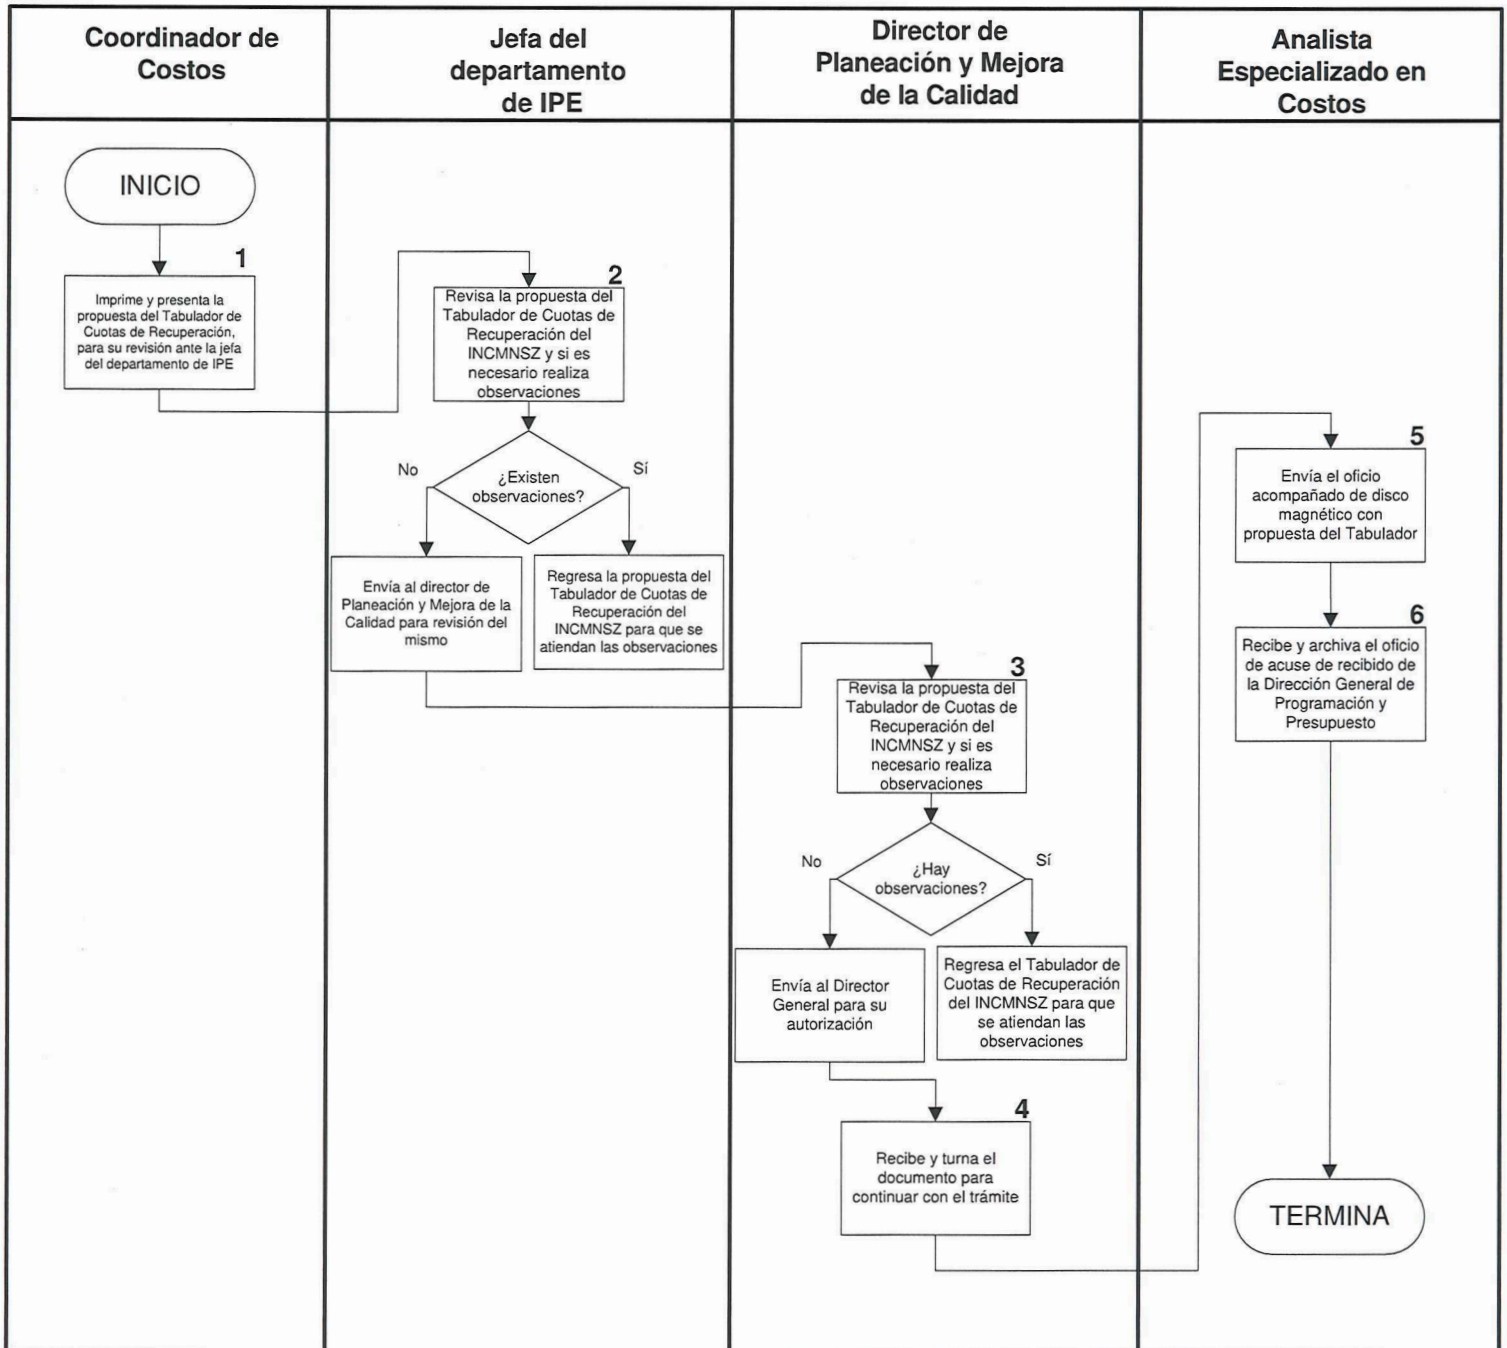 Coordinador de
Costos
Jefa del
departamento
de IPE
Director de
Planeación y Mejora
de la Calidad
Analista
Especializado en
Costos
INICIO
1
Imprime y presenta la
propuesta del Tabulador de
Cuotas de Recuperación,
para su revisión ante la jefa
del departamento de IPE
2
Revisa la propuesta del
Tabulador de Cuotas de
Recuperación del
INCMNSZ y si es
necesario realiza
observaciones
¿Existen
observaciones?
No
Sí
Envía al director de
Planeación y Mejora de la
Calidad para revisión del
mismo
Regresa la propuesta del
Tabulador de Cuotas de
Recuperación del
INCMNSZ para que se
atiendan las observaciones
3
Revisa la propuesta del
Tabulador de Cuotas de
Recuperación del
INCMNSZ y si es
necesario realiza
observaciones
¿Hay
observaciones?
No
Sí
Envía al Director
General para su
autorización
Regresa el Tabulador de
Cuotas de Recuperación
del INCMNSZ para que
se atiendan las
observaciones
4
Recibe y turna el
documento para
continuar con el trámite
5
Envía el oficio
acompañado de disco
magnético con
propuesta del Tabulador
6
Recibe y archiva el oficio
de acuse de recibido de
la Dirección General de
Programación y
Presupuesto
TERMINA